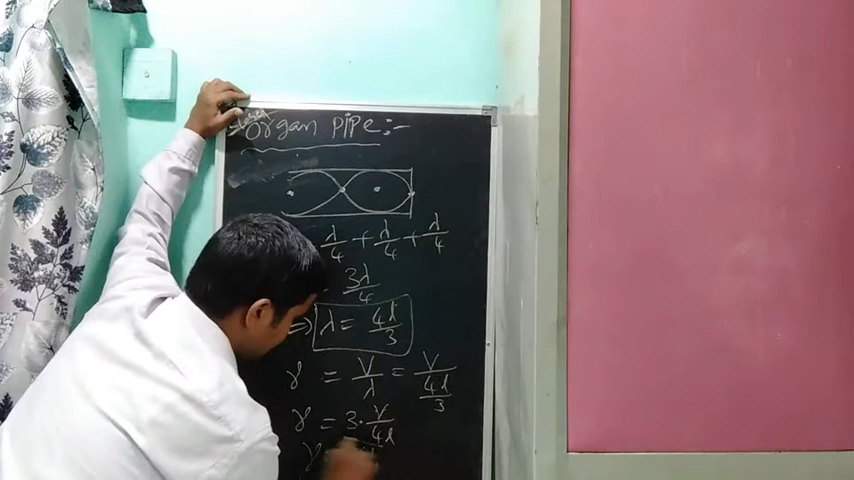 Organ Pipe :-
λ/4 + λ/4 + λ/4
3λ/4
⇒ λ = 4l/3
γ = V/λ = V/(4l/3)
γ = 3·V/4l
γ